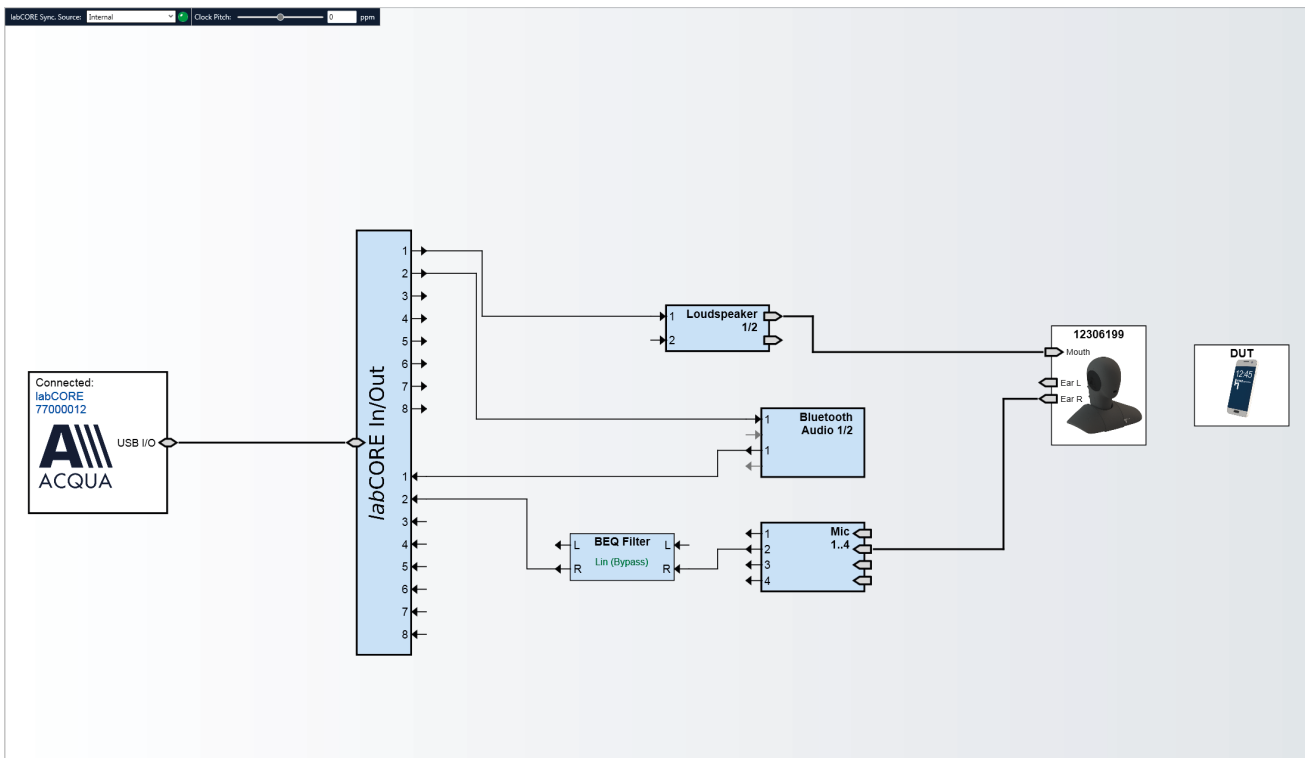 labCORE Sync. Source: Internal Clock Pitch: 0 ppm
Connected:
labCORE
77000012
USB I/O
ACQUA
labCORE In/Out
1
2
3
4
5
6
7
8
1
2
3
4
5
6
7
8
Loudspeaker
1/2
1
2
Bluetooth
Audio 1/2
1
1
BEQ Filter
Lin (Bypass)
L L
R R
Mic
1..4
1
2
3
4
12306199
Mouth
Ear L
Ear R
DUT
12:45